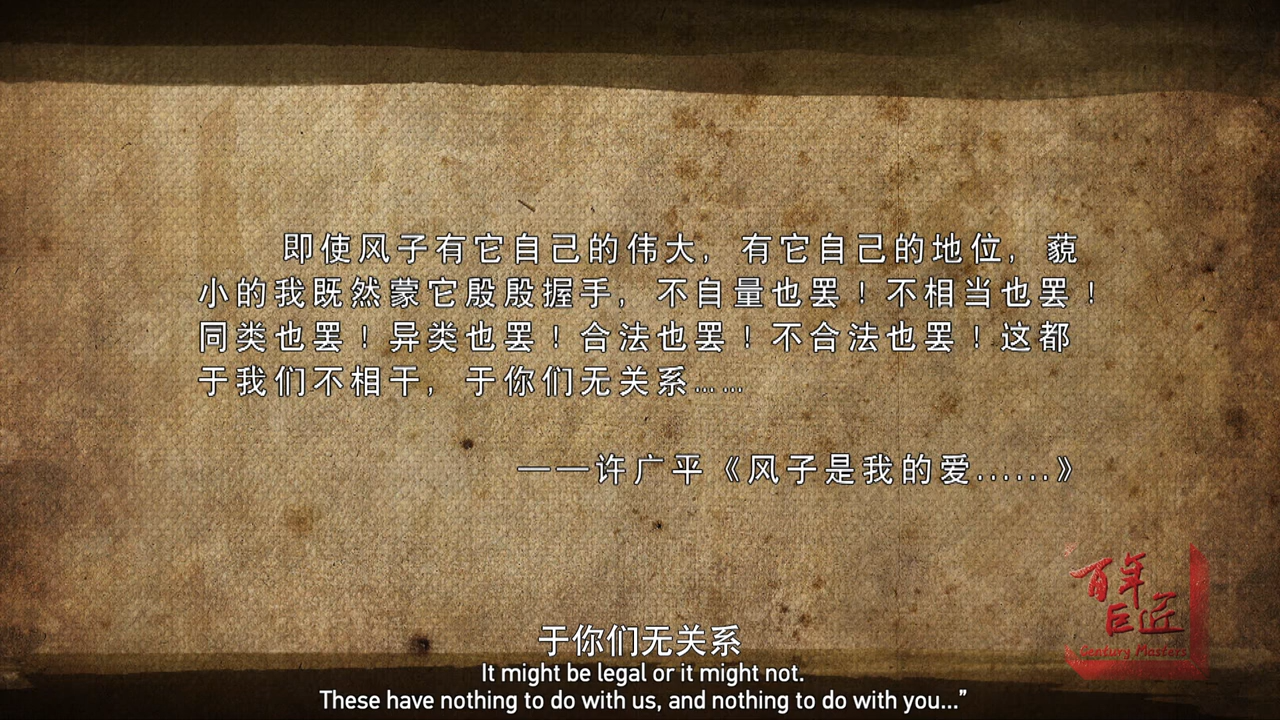 即使风子有它自己的伟大，有它自己的地位，藐
小的我既然蒙它殷殷握手，不自量也罢！不相当也罢！
同类也罢！异类也罢！合法也罢！不合法也罢！这都
于我们不相干，于你们无关系……
——许广平《风子是我的爱......》
百年
巨匠
Century Masters
于你们无关系
It might be legal or it might not.
These have nothing to do with us, and nothing to do with you..."